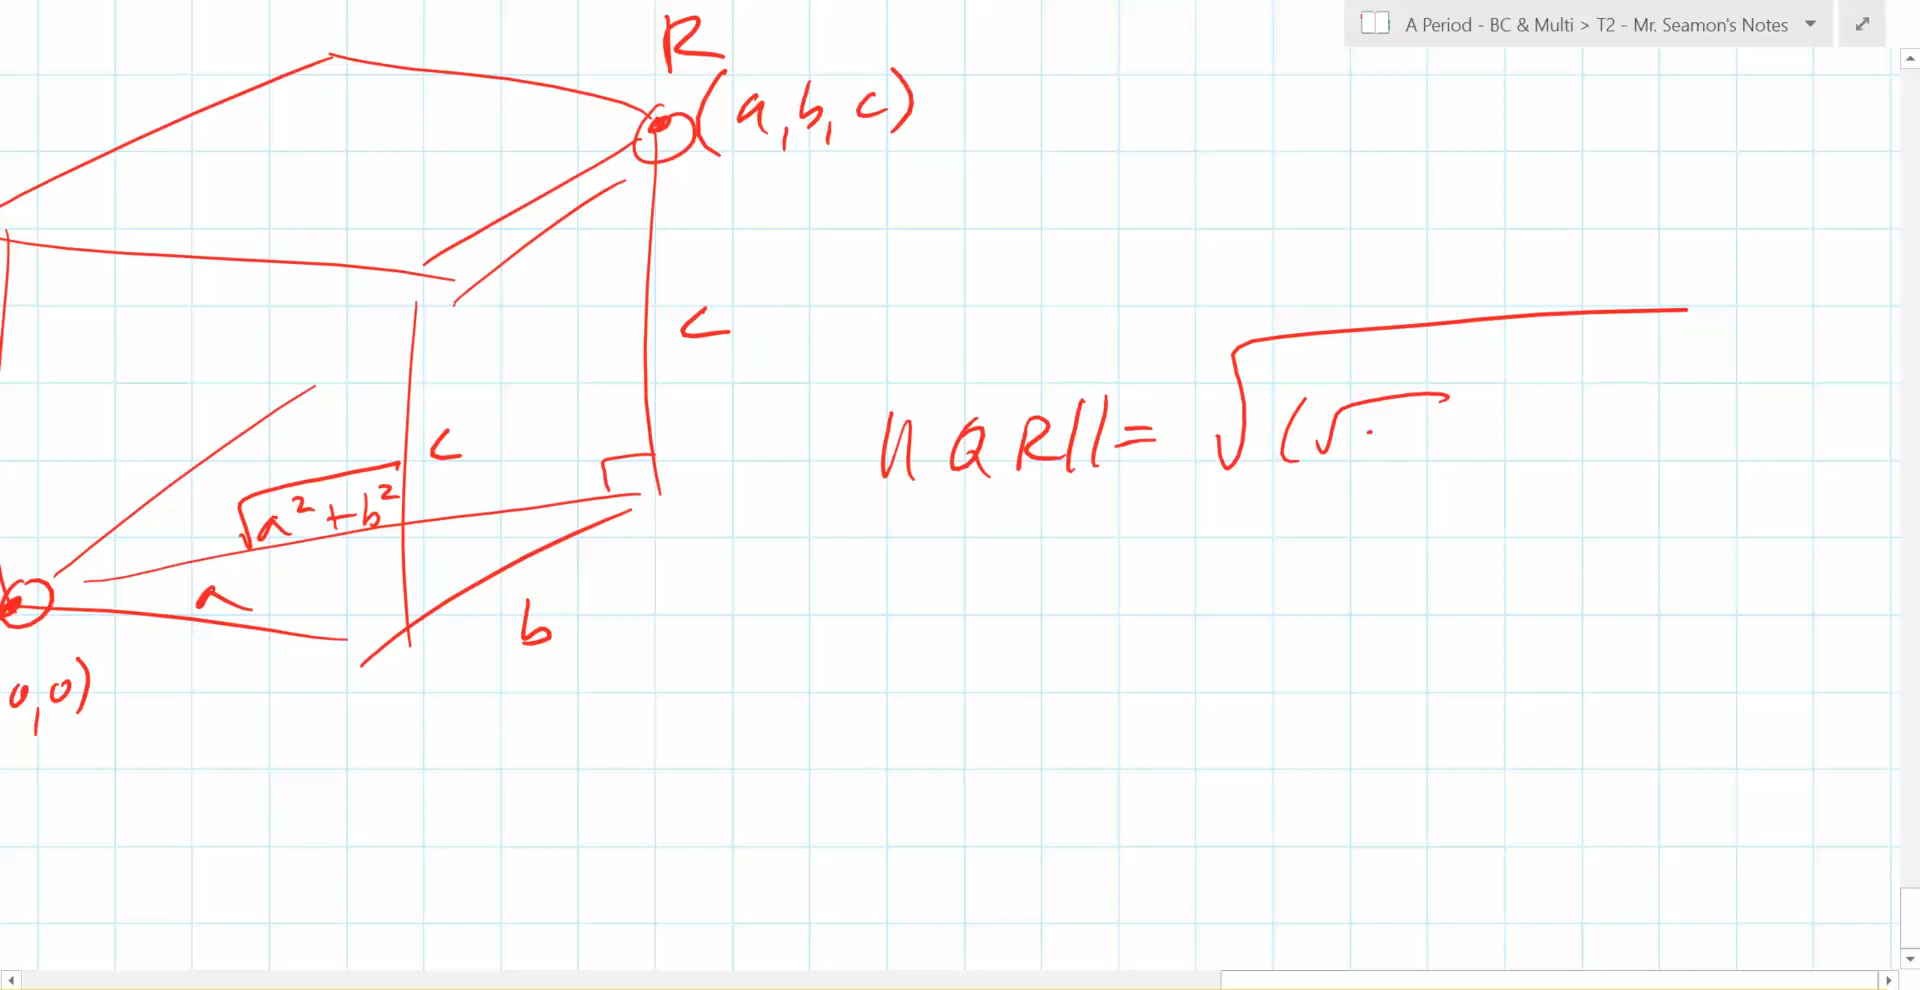 A Period - BC & Multi > T2 - Mr. Seamon's Notes
R
(a, b, c)
c
c
√a² + b²
a
b
0, 0)
||QR|| = √(√